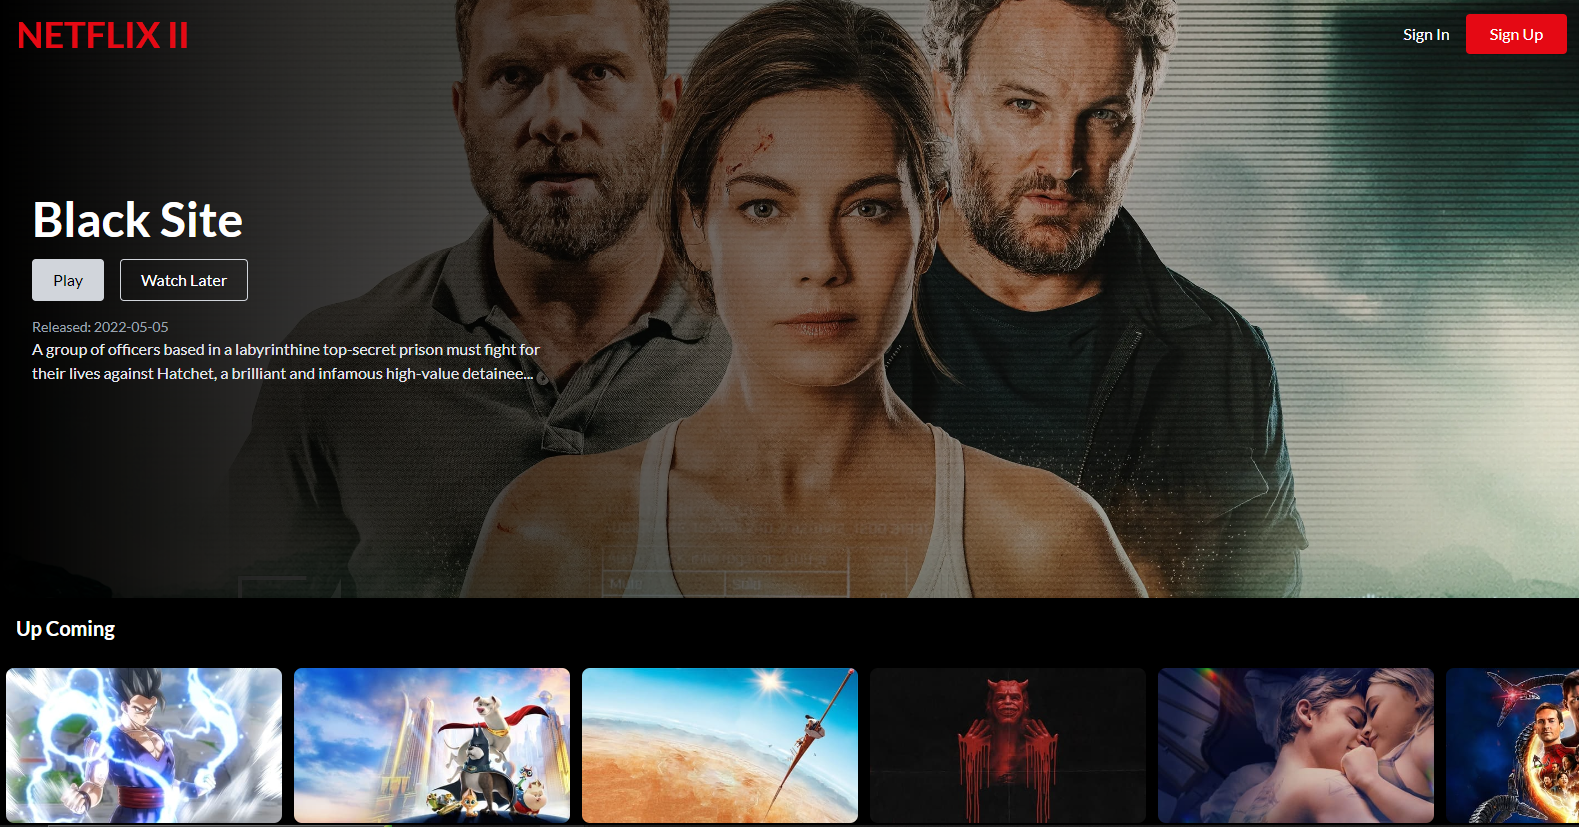 NETFLIX II
Sign In
Sign Up
Black Site
Play
Watch Later
Released: 2022-05-05
A group of officers based in a labyrinthine top-secret prison must fight for
their lives against Hatchet, a brilliant and infamous high-value detainee...
Up Coming